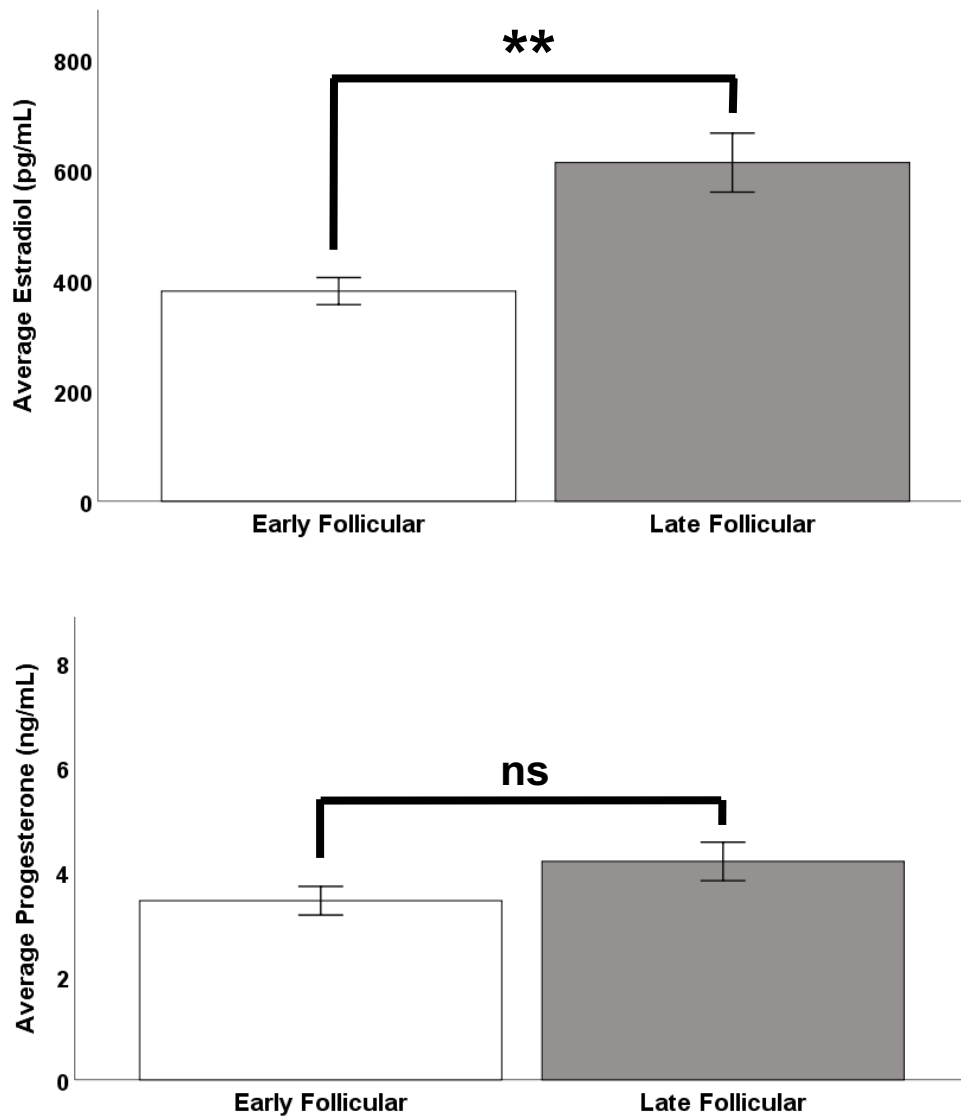 **
800
600
400
200
0
Average Estradiol (pg/mL)
Early Follicular
Late Follicular
ns
8
6
4
2
0
Average Progesterone (ng/mL)
Early Follicular
Late Follicular